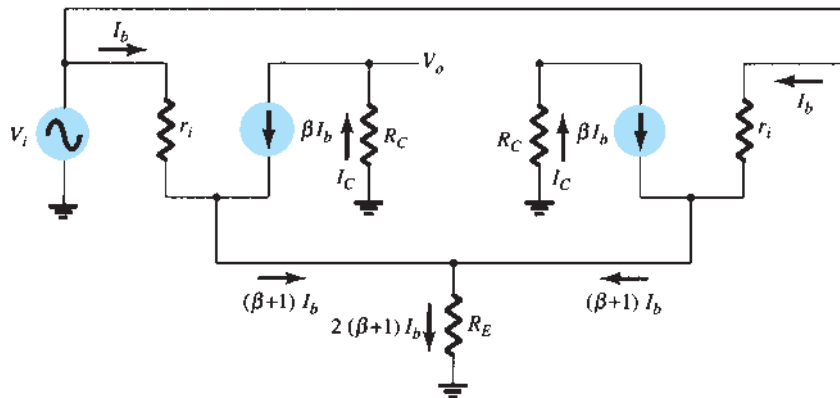 I_b
V_o
V_i
r_i
βI_b
R_C
I_C
R_C
I_C
βI_b
r_i
I_b
(β+1) I_b
(β+1) I_b
2 (β+1) I_b
R_E